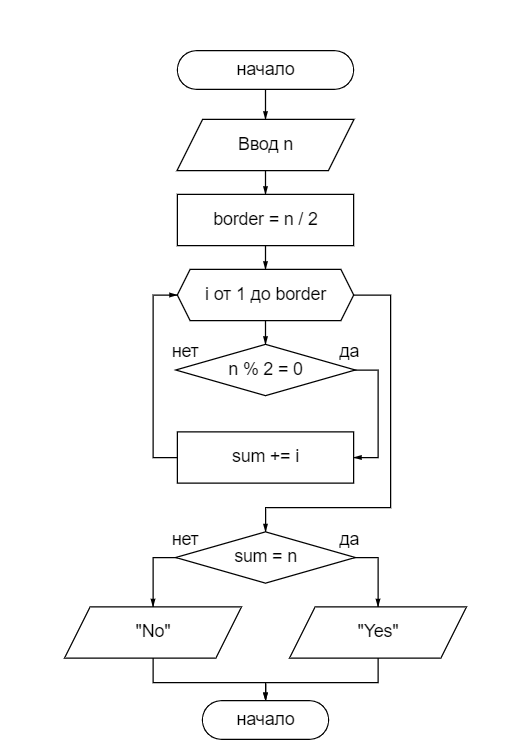 начало
Ввод n
border = n / 2
i от 1 до border
нет
да
n % 2 = 0
sum += i
нет
да
sum = n
"No"
"Yes"
начало